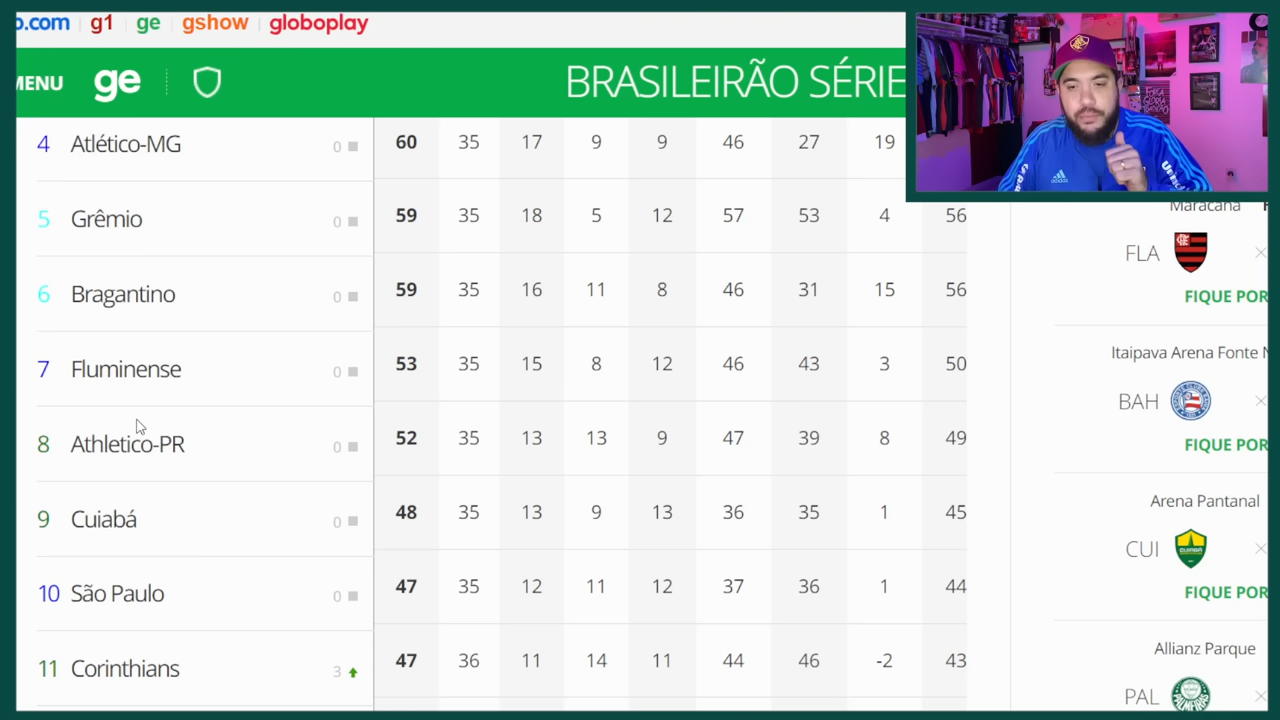 o.com g1 ge gshow globoplay
MENU ge BRASILEIRÃO SÉRIE
4 Atlético-MG 0 60 35 17 9 9 46 27 19
5 Grêmio 0 59 35 18 5 12 57 53 4 56
6 Bragantino 0 59 35 16 11 8 46 31 15 56
7 Fluminense 0 53 35 15 8 12 46 43 3 50
8 Athletico-PR 0 52 35 13 13 9 47 39 8 49
9 Cuiabá 0 48 35 13 9 13 36 35 1 45
10 São Paulo 0 47 35 12 11 12 37 36 1 44
11 Corinthians 3 47 36 11 14 11 44 46 -2 43
Maracanã F
FLA
FIQUE POR
Itaipava Arena Fonte N
BAH
FIQUE POR
Arena Pantanal
CUI
FIQUE POR
Allianz Parque
PAL
adidas